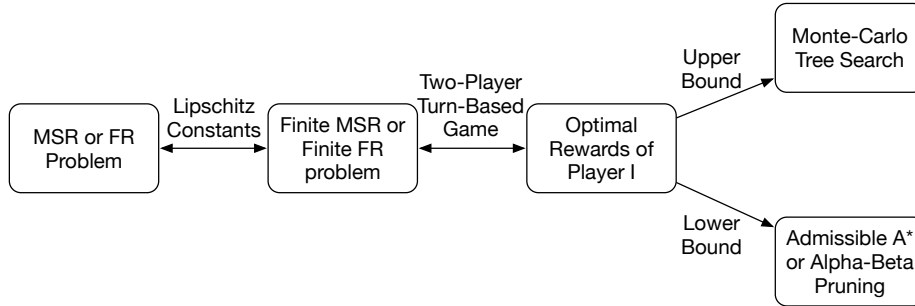 MSR or FR
Problem
Lipschitz
Constants
Finite MSR or
Finite FR
problem
Two-Player
Turn-Based
Game
Optimal
Rewards of
Player I
Upper
Bound
Monte-Carlo
Tree Search
Lower
Bound
Admissible A*
or Alpha-Beta
Pruning